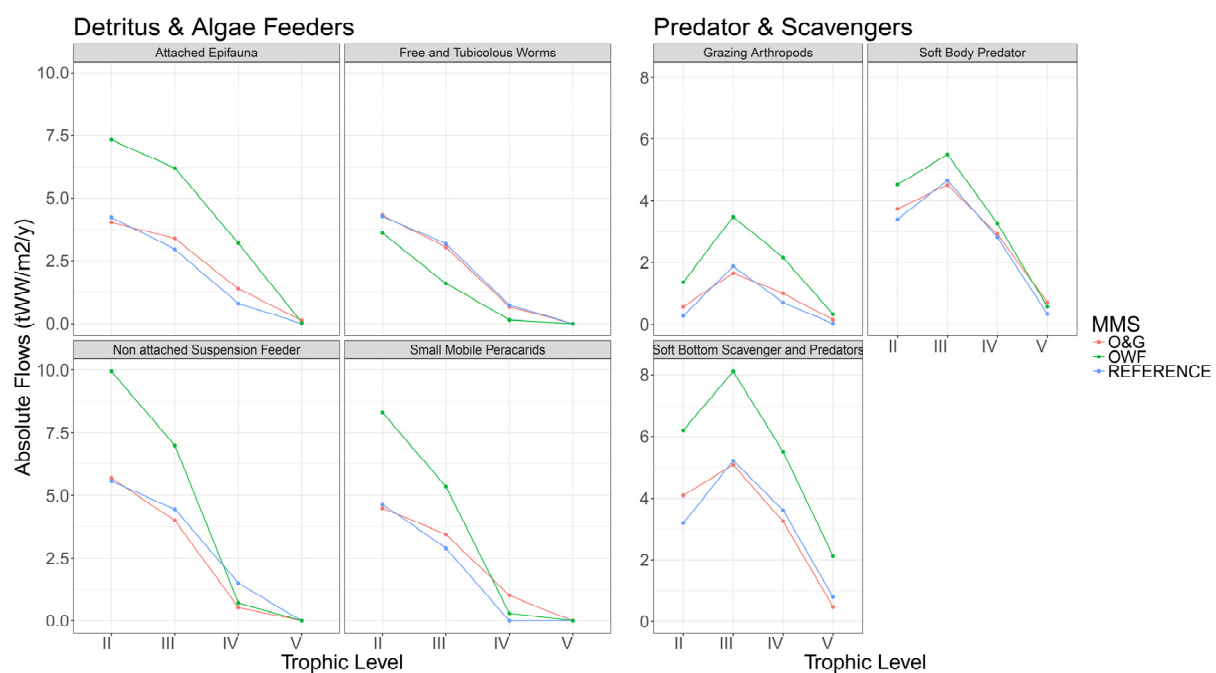 Detritus & Algae Feeders
Predator & Scavengers
Attached Epifauna
Free and Tubicolous Worms
Grazing Arthropods
Soft Body Predator
10.0
7.5
5.0
2.5
0.0
8
6
4
2
0
II
III
IV
V
Non attached Suspension Feeder
Small Mobile Peracarids
Soft Bottom Scavenger and Predators
10.0
7.5
5.0
2.5
0.0
8
6
4
2
0
II
III
IV
V
II
III
IV
V
II
III
IV
V
Absolute Flows (tWW/m2/y)
Trophic Level
Trophic Level
MMS
O&G
OWF
REFERENCE